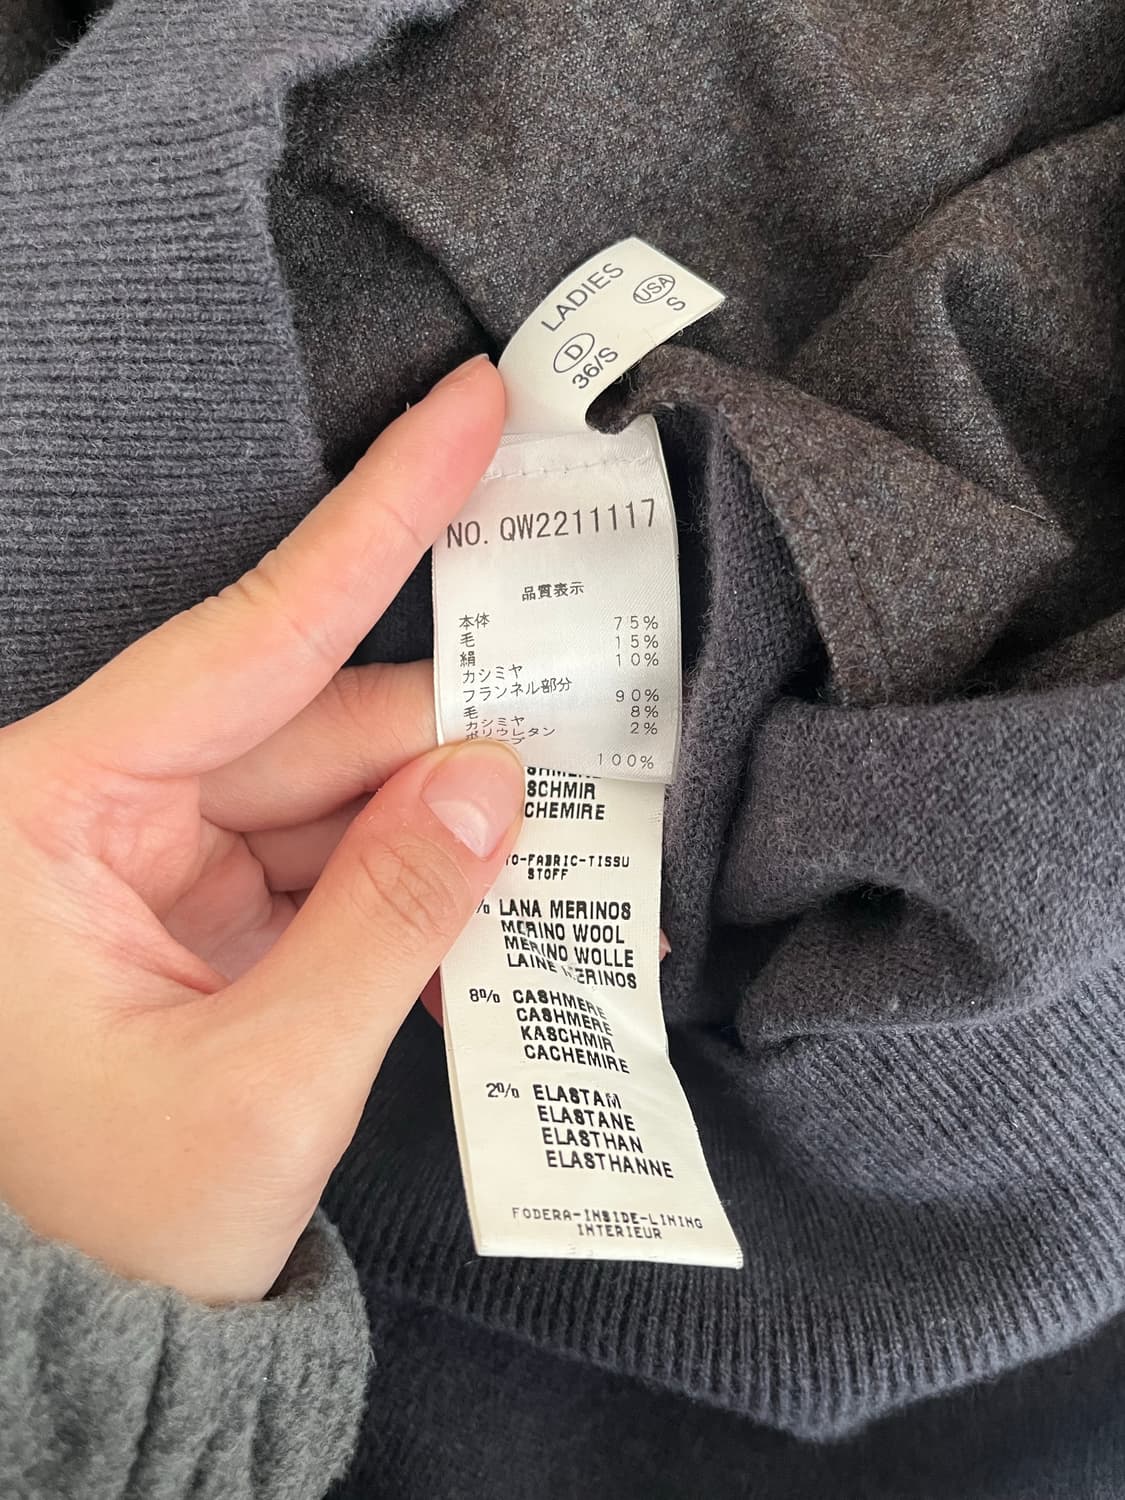 LADIES
USA
S
D
36/S
NO. QW2211117
品質表示
本体 75%
毛 15%
絹 10%
カシミヤ
フランネル部分 90%
毛 8%
カシミヤ 2%
ポリウレタン
100%
SCHMIR
CHEMIRE
O-FABRIC-TISSU
STOFF
% LANA MERINOS
MERINO WOOL
MERINO WOLLE
LAINE MERINOS
8% CASHMERE
CASHMERE
KASCHMIR
CACHEMIRE
2% ELASTAM
ELASTANE
ELASTHAN
ELASTHANNE
FODERA-INSIDE-LINING
INTERIEUR